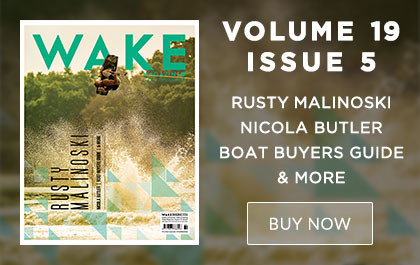 WAKE
RUSTY
MALINOSKI
VOLUME 19
ISSUE 5
RUSTY MALINOSKI
NICOLA BUTLER
BOAT BUYERS GUIDE
& MORE
BUY NOW